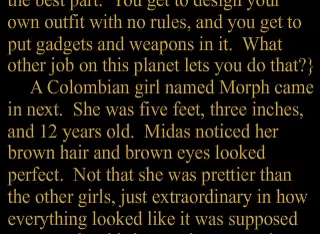 the best part.  You get to design your
own outfit with no rules, and you get to
put gadgets and weapons in it.  What
other job on this planet lets you do that?}
A Colombian girl named Morph came
in next.  She was five feet, three inches,
and 12 years old.  Midas noticed her
brown hair and brown eyes looked
perfect.  Not that she was prettier than
the other girls, just extraordinary in how
everything looked like it was supposed